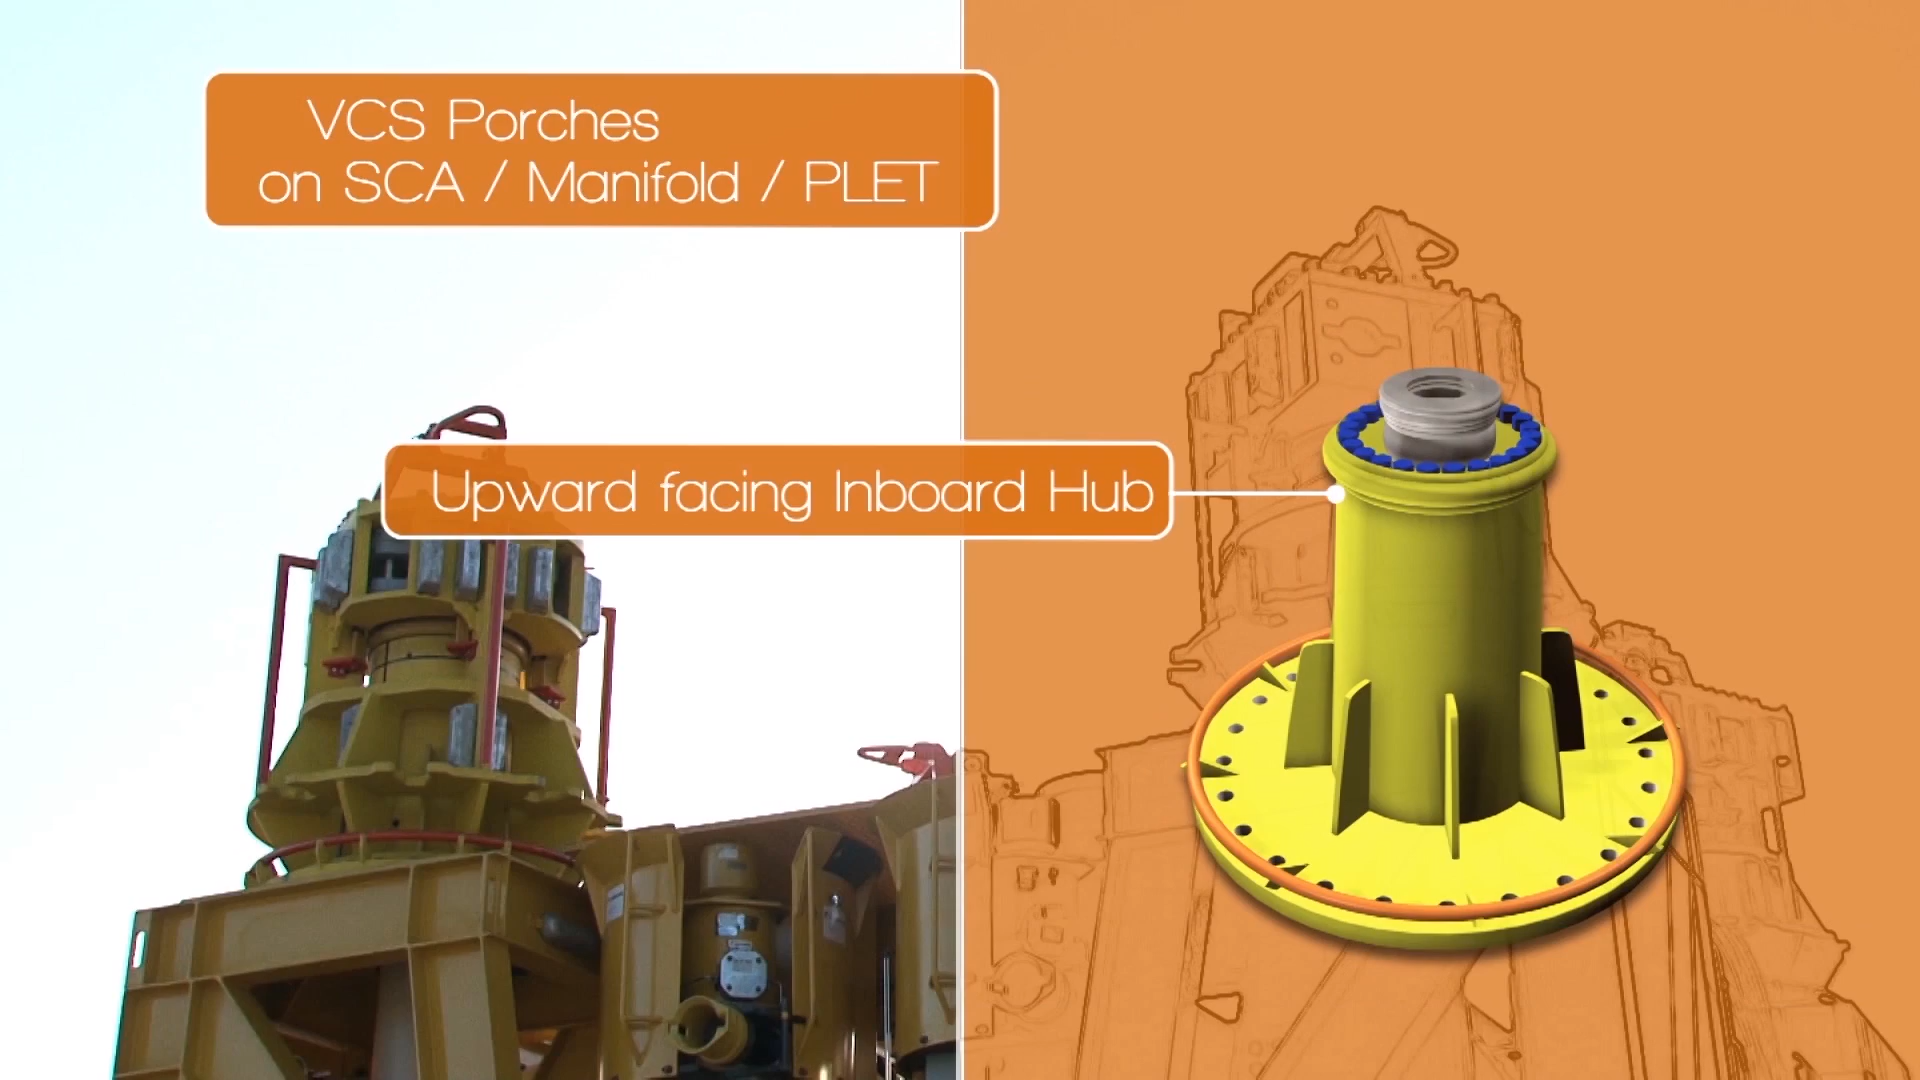 VCS Porches
on SCA / Manifold / PLET
Upward facing Inboard Hub